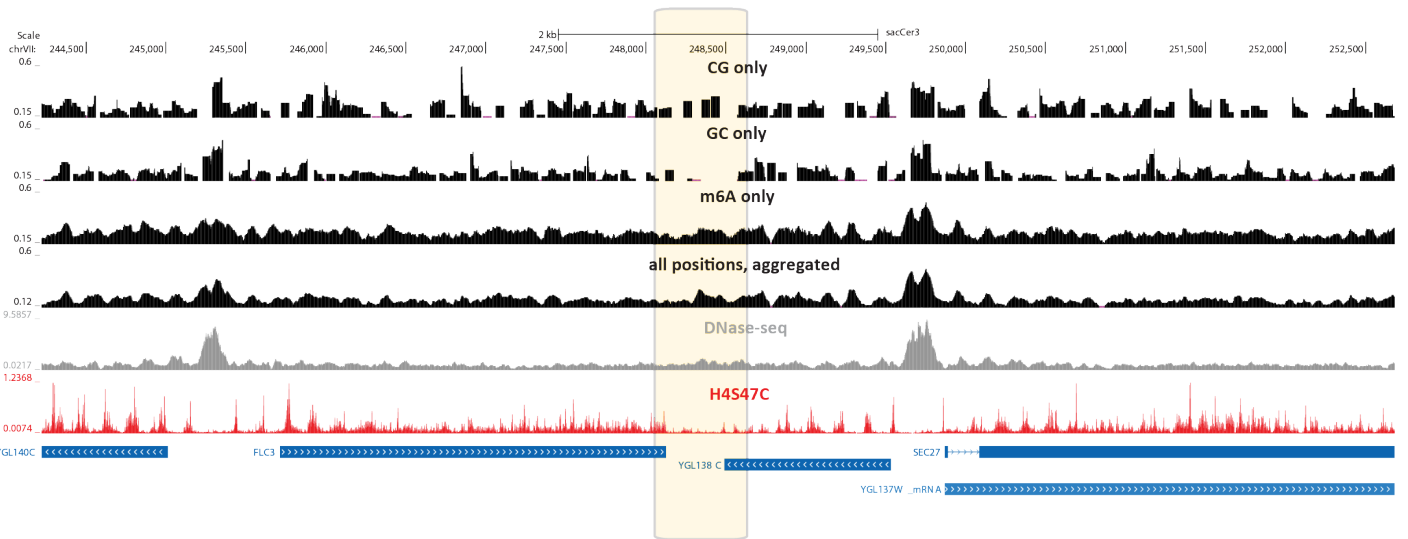 Scale 2 kb sacCer3
chrVII: 244,500 245,000 245,500 246,000 246,500 247,000 247,500 248,000 248,500 249,000 249,500 250,000 250,500 251,000 251,500 252,000 252,500
0.6
CG only
0.15
0.6
GC only
0.15
0.6
m6A only
0.15
0.6
all positions, aggregated
0.12
9.5857
DNase-seq
0.0217
1.2368
H4S47C
0.0074
YGL140C FLC3 SEC27
YGL138 C
YGL137W _mRNA